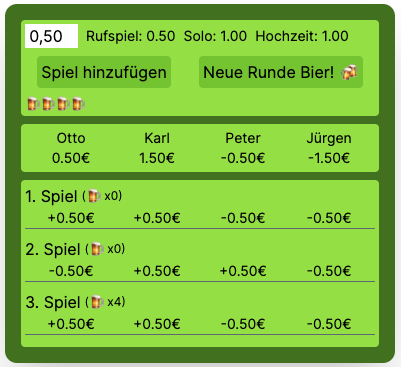 0,50 Rufspiel: 0.50 Solo: 1.00 Hochzeit: 1.00
Spiel hinzufügen Neue Runde Bier! 🍻
🍺🍺🍺🍺
Otto Karl Peter Jürgen
0.50€ 1.50€ -0.50€ -1.50€
1. Spiel (🍺 x0)
+0.50€ +0.50€ -0.50€ -0.50€
2. Spiel (🍺 x0)
-0.50€ +0.50€ +0.50€ -0.50€
3. Spiel (🍺 x4)
+0.50€ +0.50€ -0.50€ -0.50€